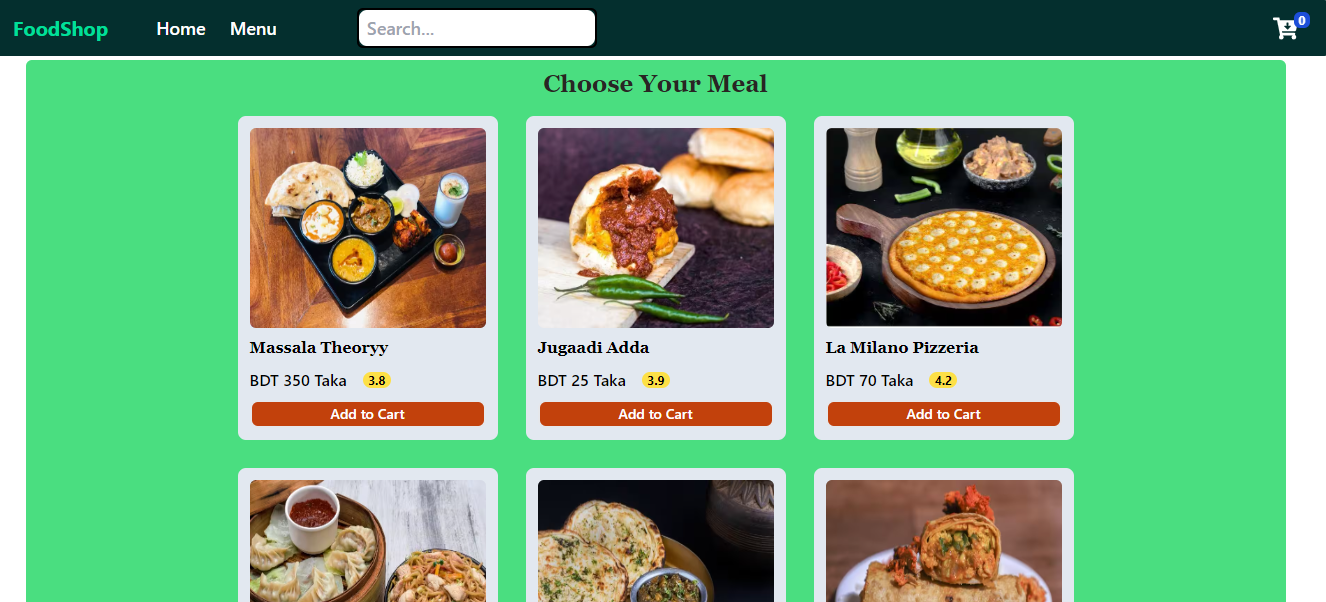 FoodShop Home Menu Search... 0
Choose Your Meal
Massala Theoryy Jugaadi Adda La Milano Pizzeria
BDT 350 Taka 3.8 BDT 25 Taka 3.9 BDT 70 Taka 4.2
Add to Cart Add to Cart Add to Cart